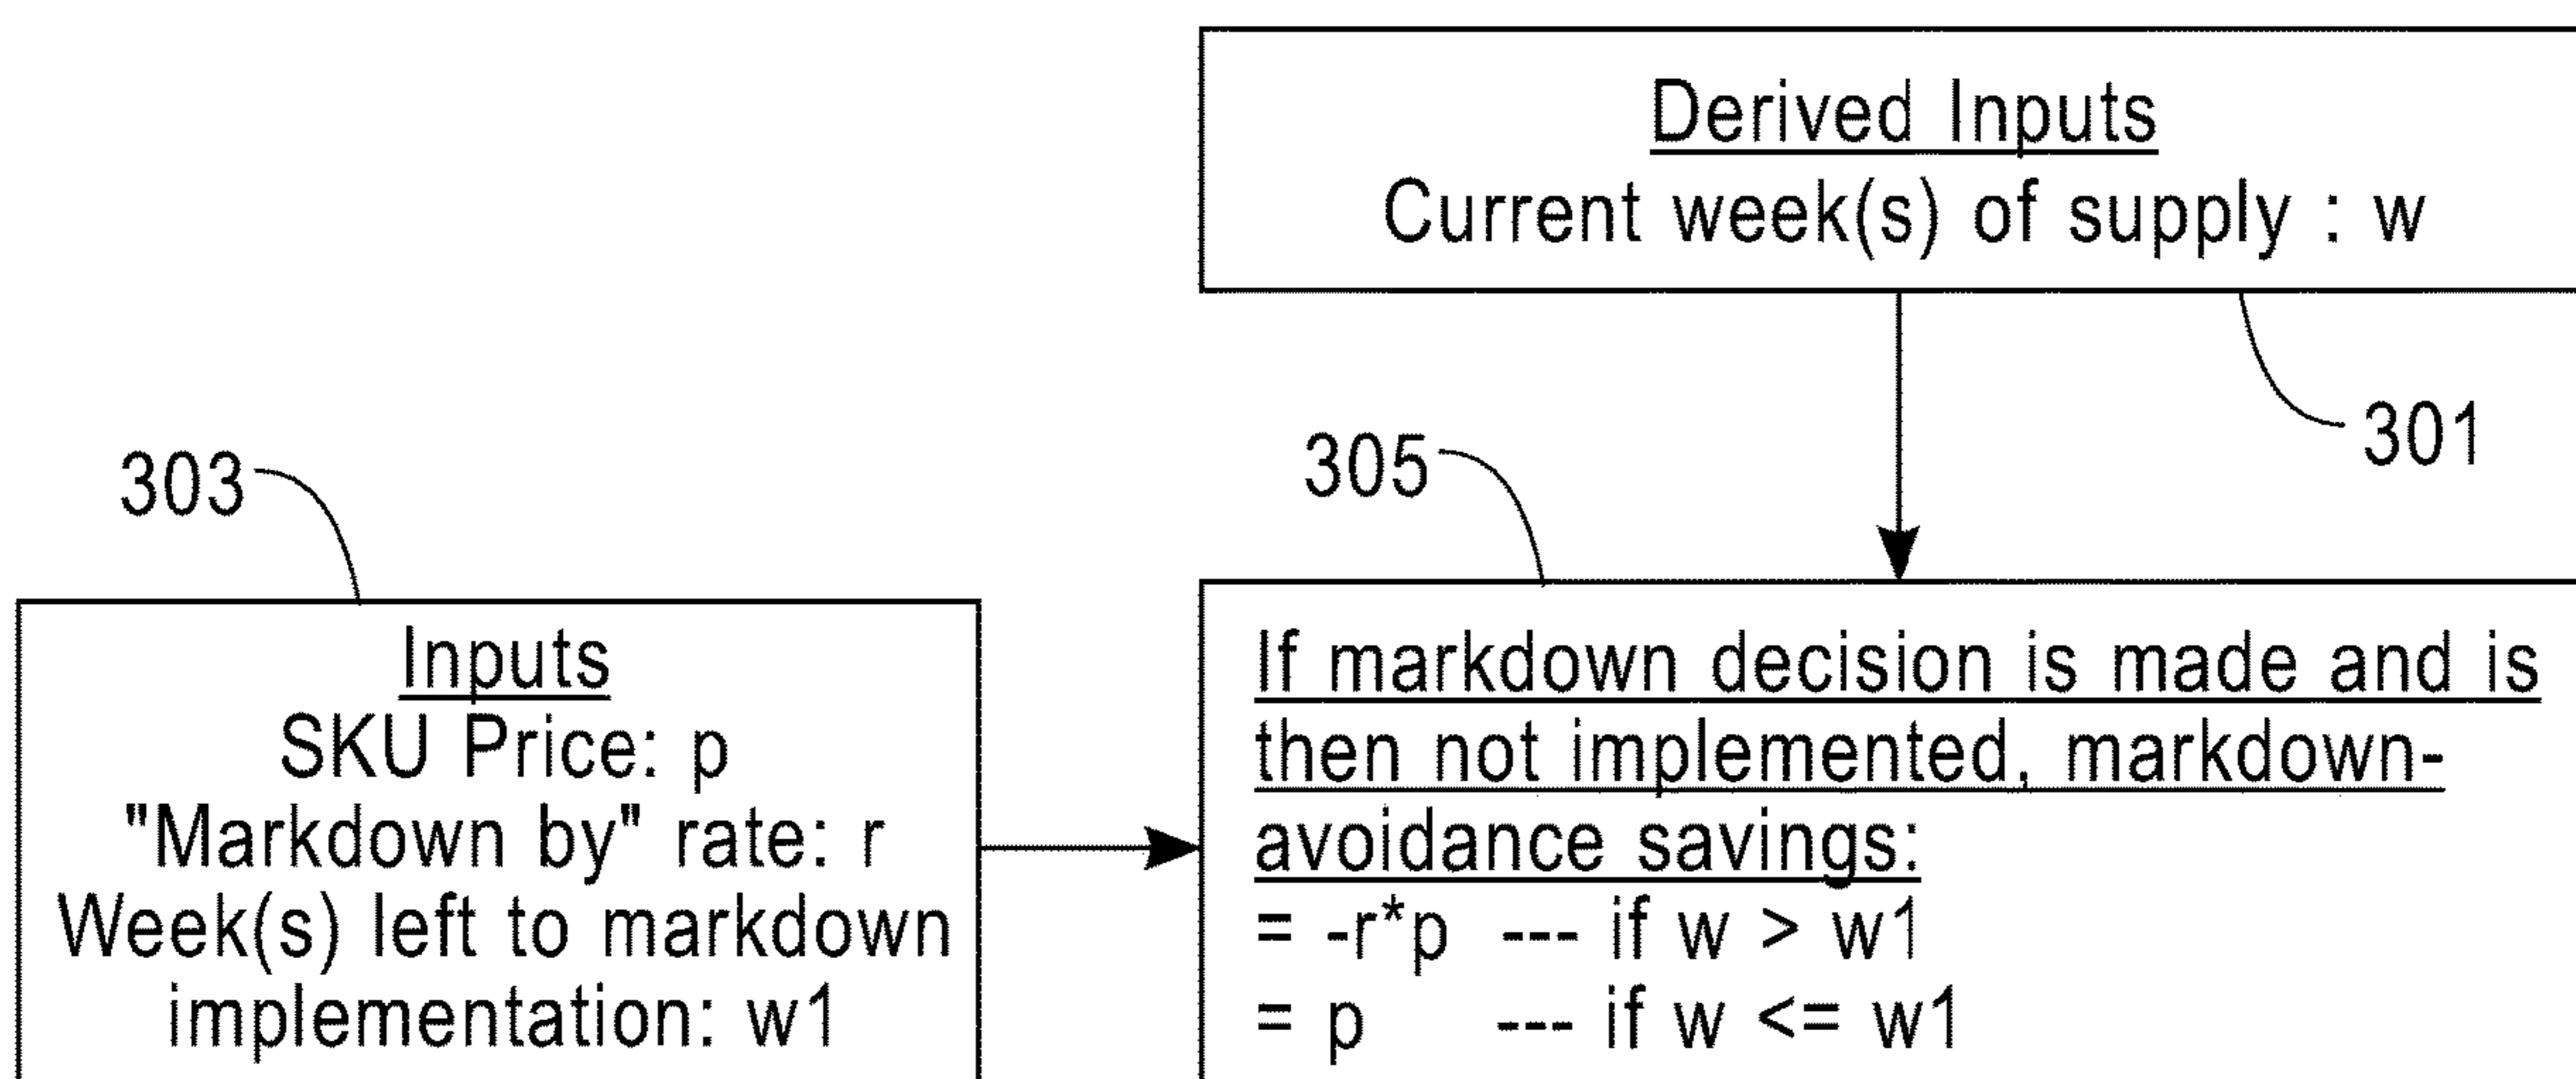 Derived Inputs
Current week(s) of supply : w
301
303
Inputs
SKU Price: p
"Markdown by" rate: r
Week(s) left to markdown
implementation: w1
305
If markdown decision is made and is
then not implemented, markdown-
avoidance savings:
= -r*p --- if w > w1
= p --- if w <= w1